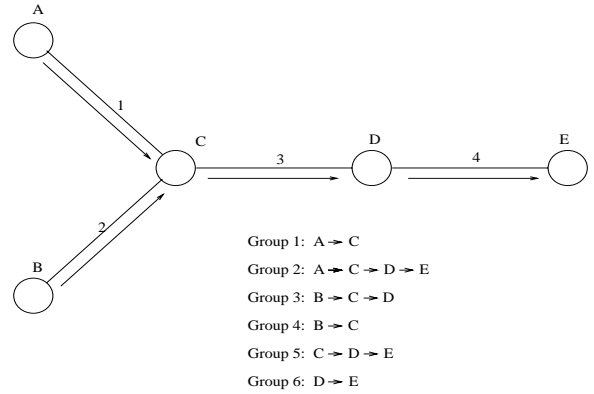 A
1
C
D
E
3
4
2
B
Group 1: A → C
Group 2: A → C → D → E
Group 3: B → C → D
Group 4: B → C
Group 5: C → D → E
Group 6: D → E